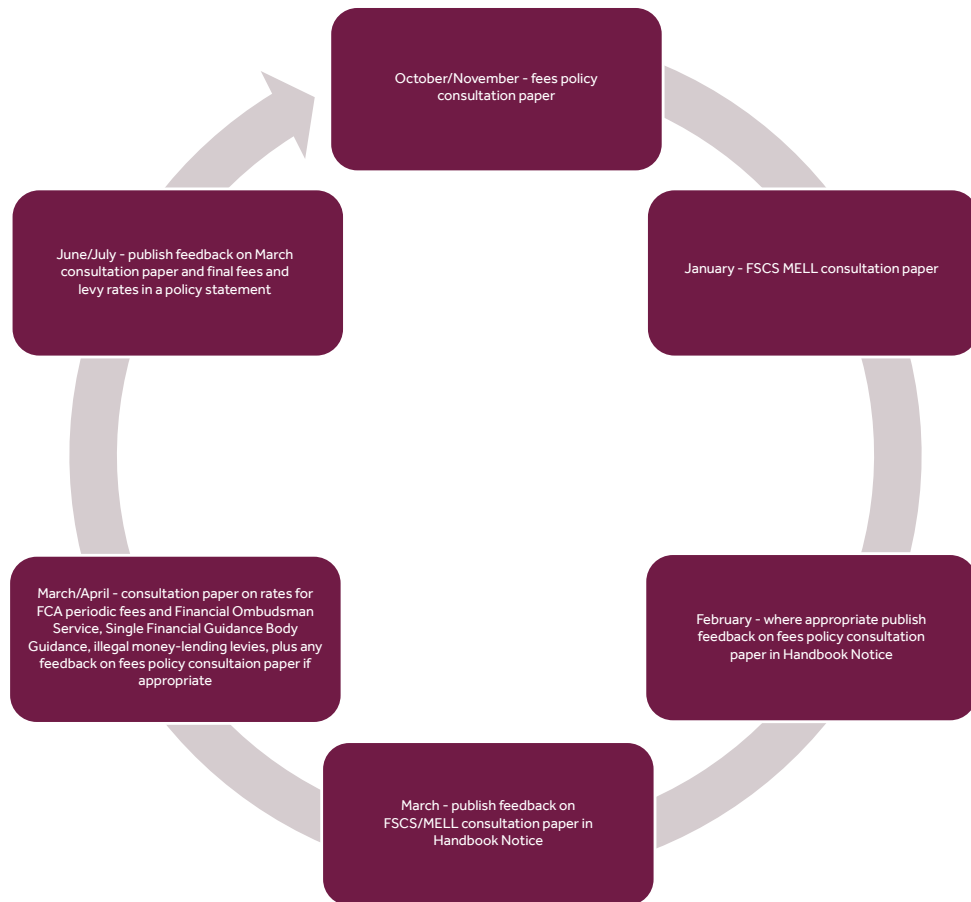 October/November - fees policy
consultation paper
January - FSCS MELL consultation paper
February - where appropriate publish
feedback on fees policy consultation
paper in Handbook Notice
March - publish feedback on
FSCS/MELL consultation paper in
Handbook Notice
March/April - consultation paper on rates for
FCA periodic fees and Financial Ombudsman
Service, Single Financial Guidance Body
Guidance, illegal money-lending levies, plus any
feedback on fees policy consultaion paper if
appropriate
June/July - publish feedback on March
consultation paper and final fees and
levy rates in a policy statement